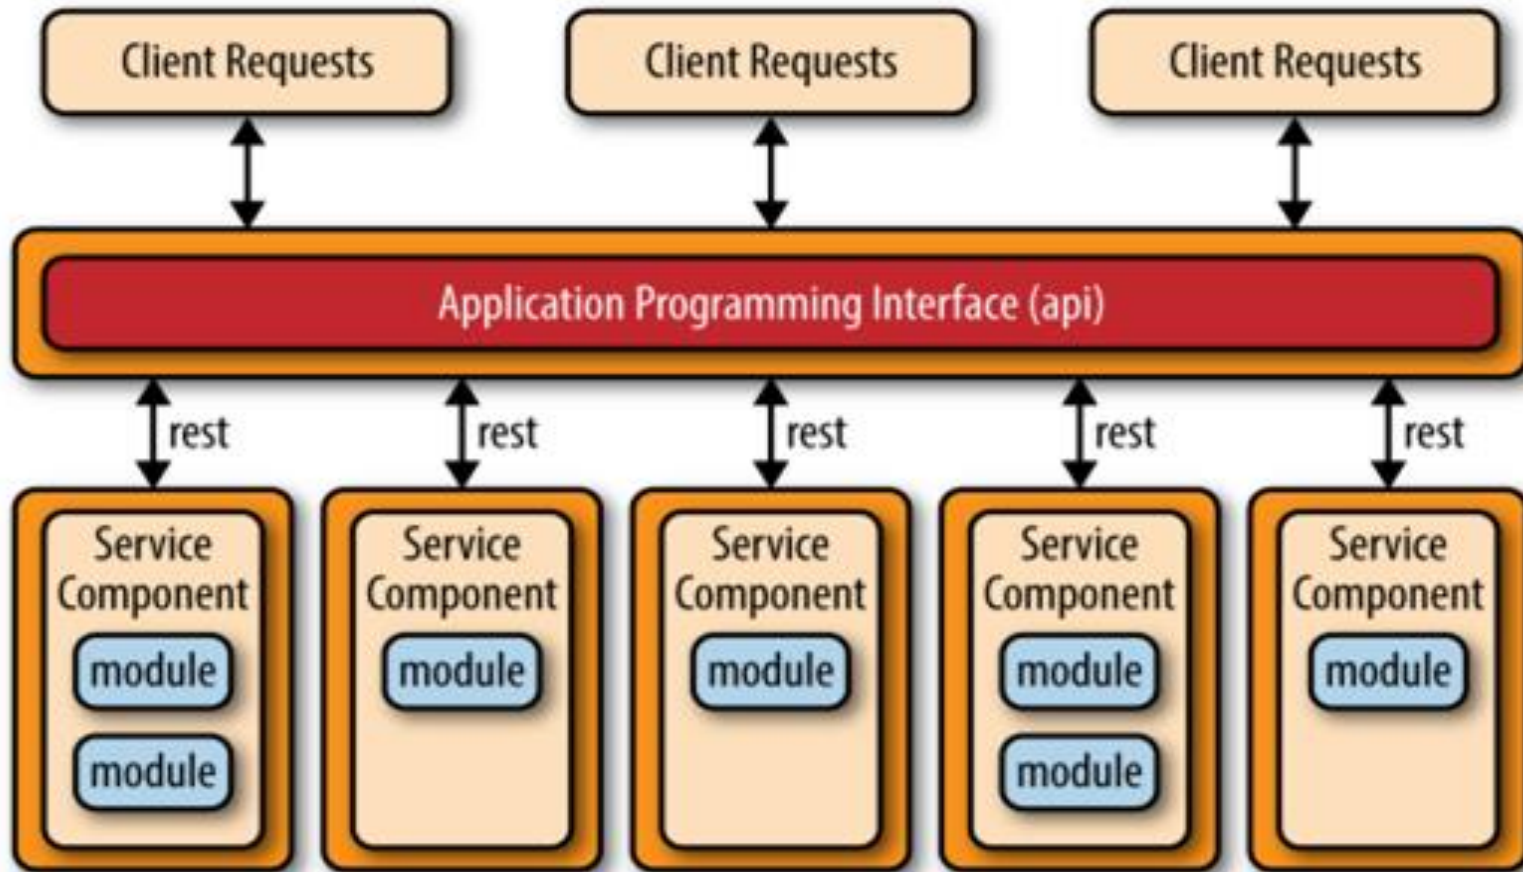 Client Requests
Client Requests
Client Requests
Application Programming Interface (api)
rest
rest
rest
rest
rest
Service
Component
module
module
Service
Component
module
Service
Component
module
Service
Component
module
module
Service
Component
module